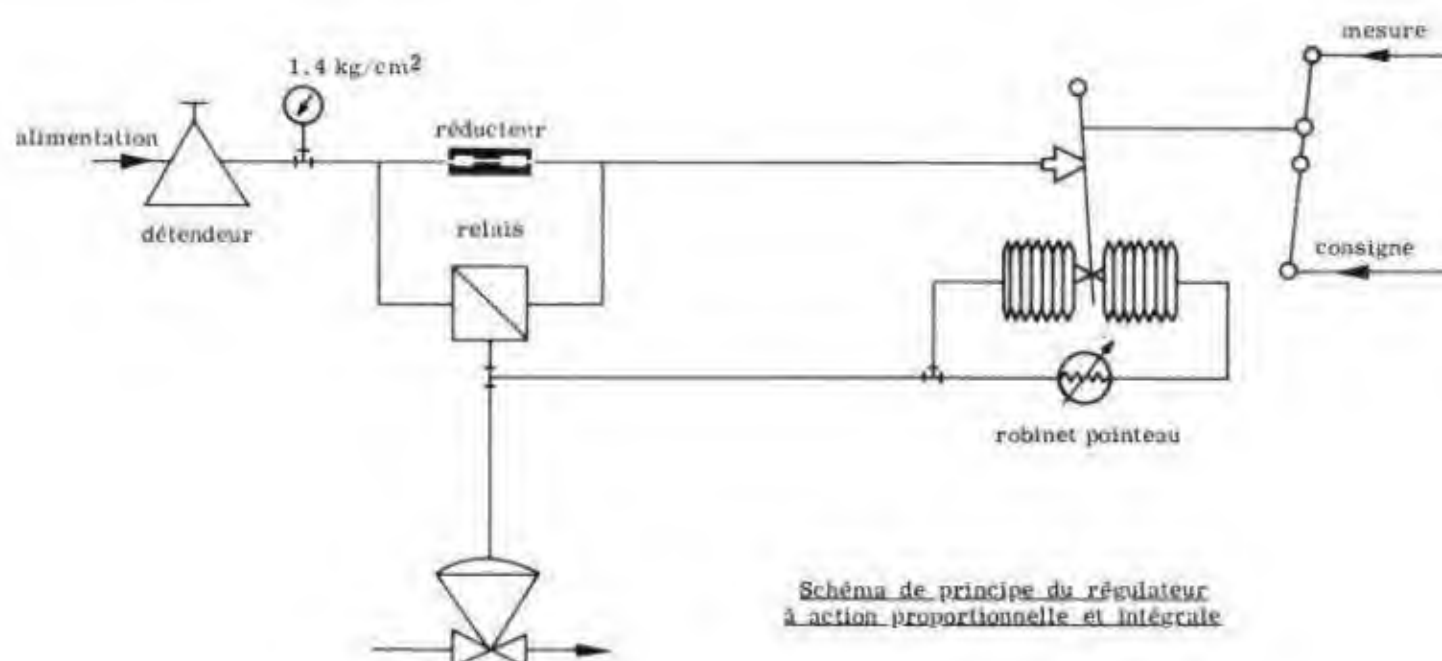 mesure
1.4 kg/cm²
alimentation
réducteur
détendeur
relais
consigne
robinet pointeau
Schéma de principe du régulateur
à action proportionnelle et intégrale